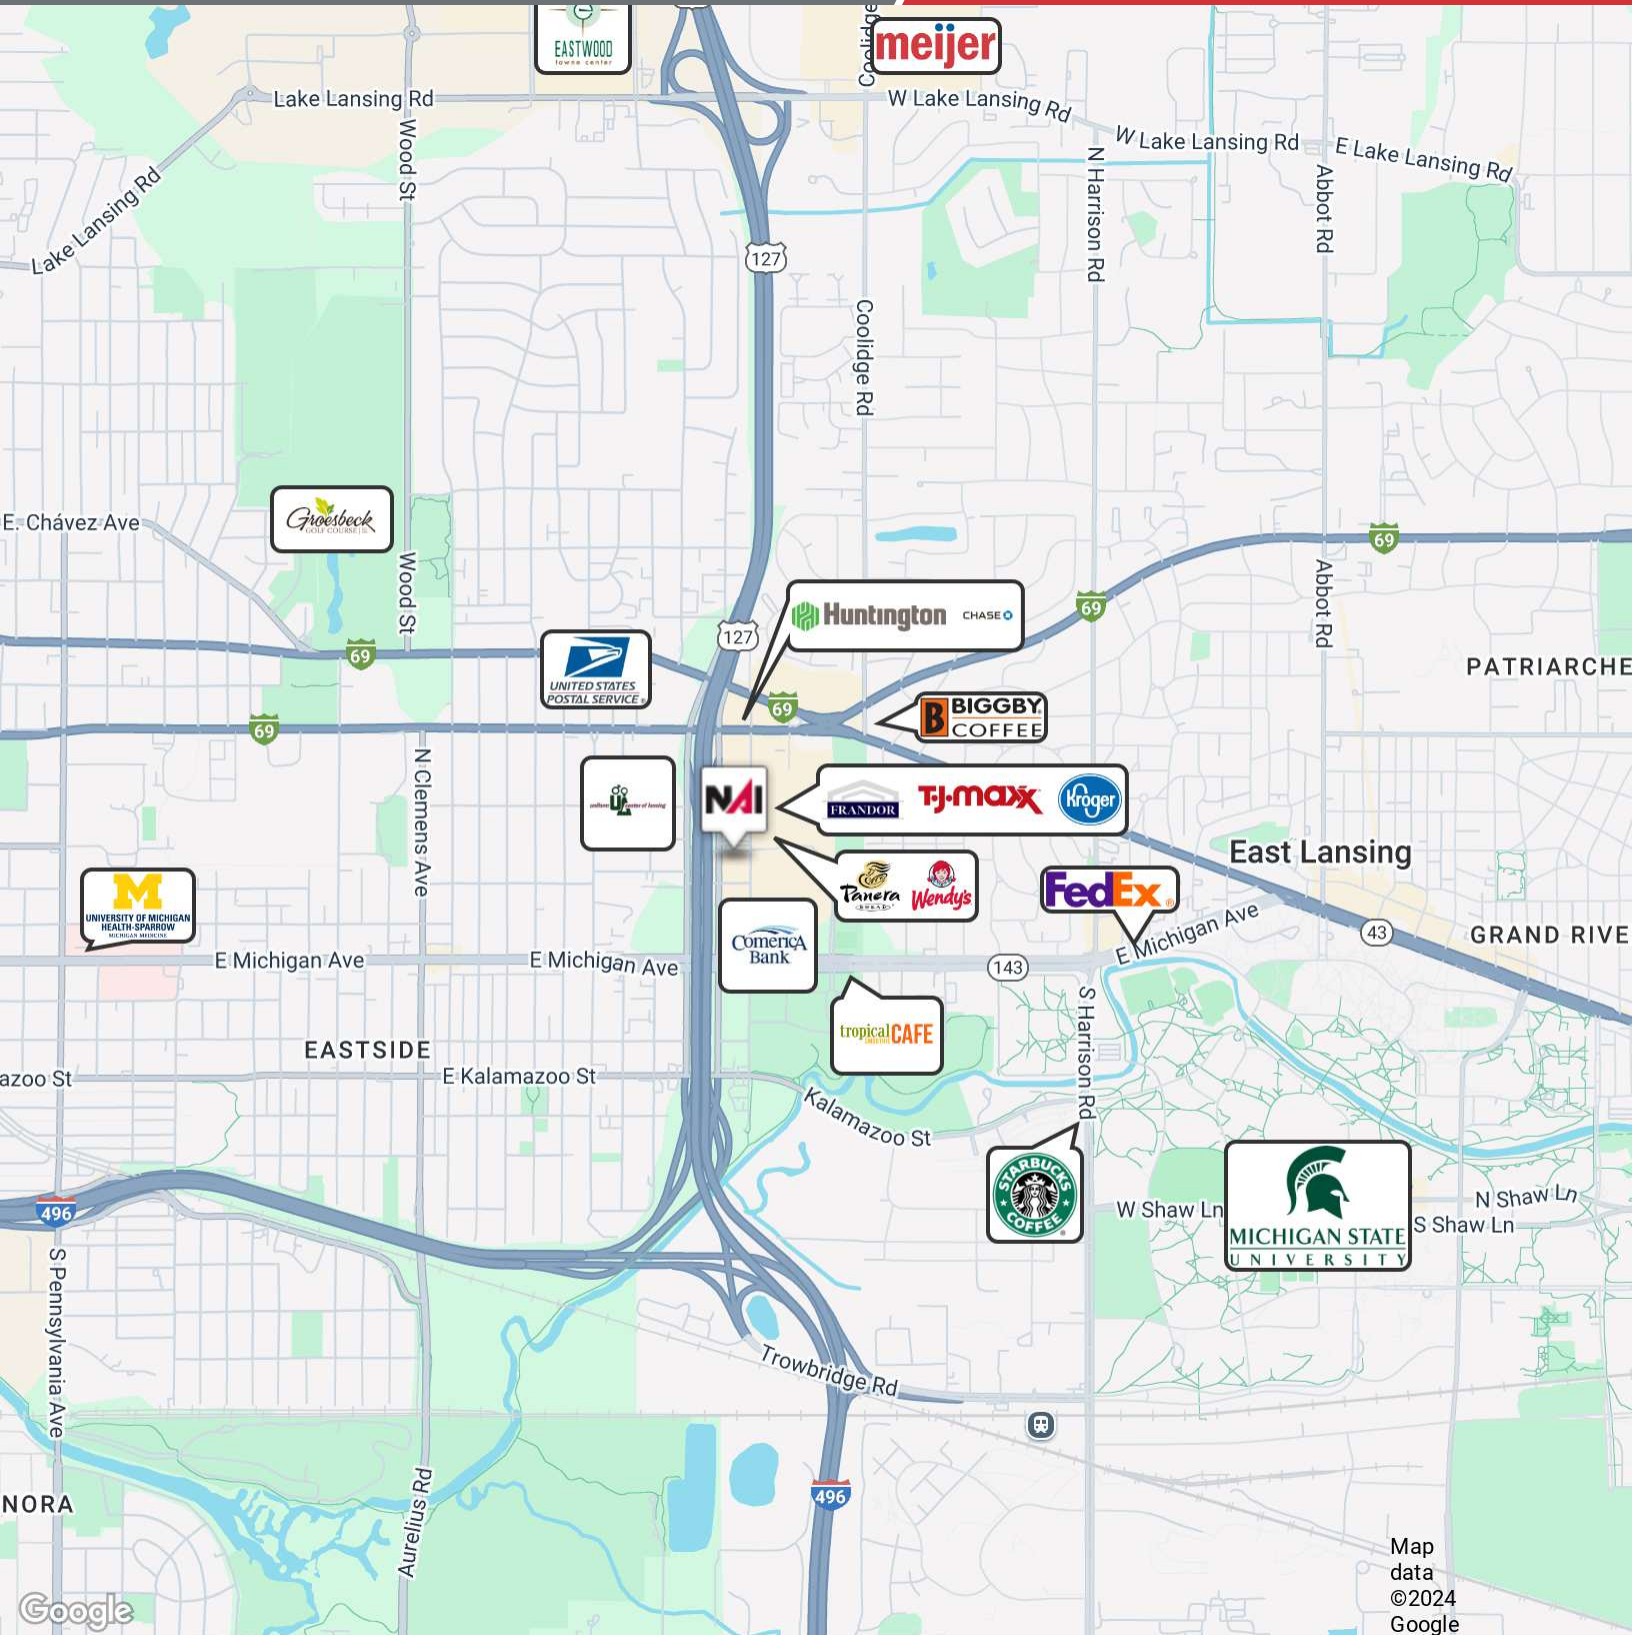 EASTWOOD
towne center
meijer
Lake Lansing Rd
W Lake Lansing Rd
W Lake Lansing Rd
E Lake Lansing Rd
Lake Lansing Rd
Wood St
N Harrison Rd
Abbot Rd
127
Coolidge Rd
Groesbeck
GOLF COURSE
E. Chávez Ave
69
Wood St
Abbot Rd
69
127
Huntington
CHASE
UNITED STATES
POSTAL SERVICE
69
69
69
PATRIARCHE
BIGGBY
COFFEE
N Clemens Ave
NAI
FRANDOR
T·J·maxx
Kroger
East Lansing
Panera
BREAD
Wendy's
FedEx
M
UNIVERSITY OF MICHIGAN
HEALTH-SPARROW
MICHIGAN MEDICINE
ComericA
Bank
E Michigan Ave
43
GRAND RIVE
E Michigan Ave
E Michigan Ave
143
tropical CAFE
S Harrison Rd
EASTSIDE
azoo St
E Kalamazoo St
Kalamazoo St
STARBUCKS
COFFEE
MICHIGAN STATE
UNIVERSITY
W Shaw Ln
N Shaw Ln
S Shaw Ln
496
S Pennsylvania Ave
Trowbridge Rd
496
Aurelius Rd
NORA
Map
data
©2024
Google
Google